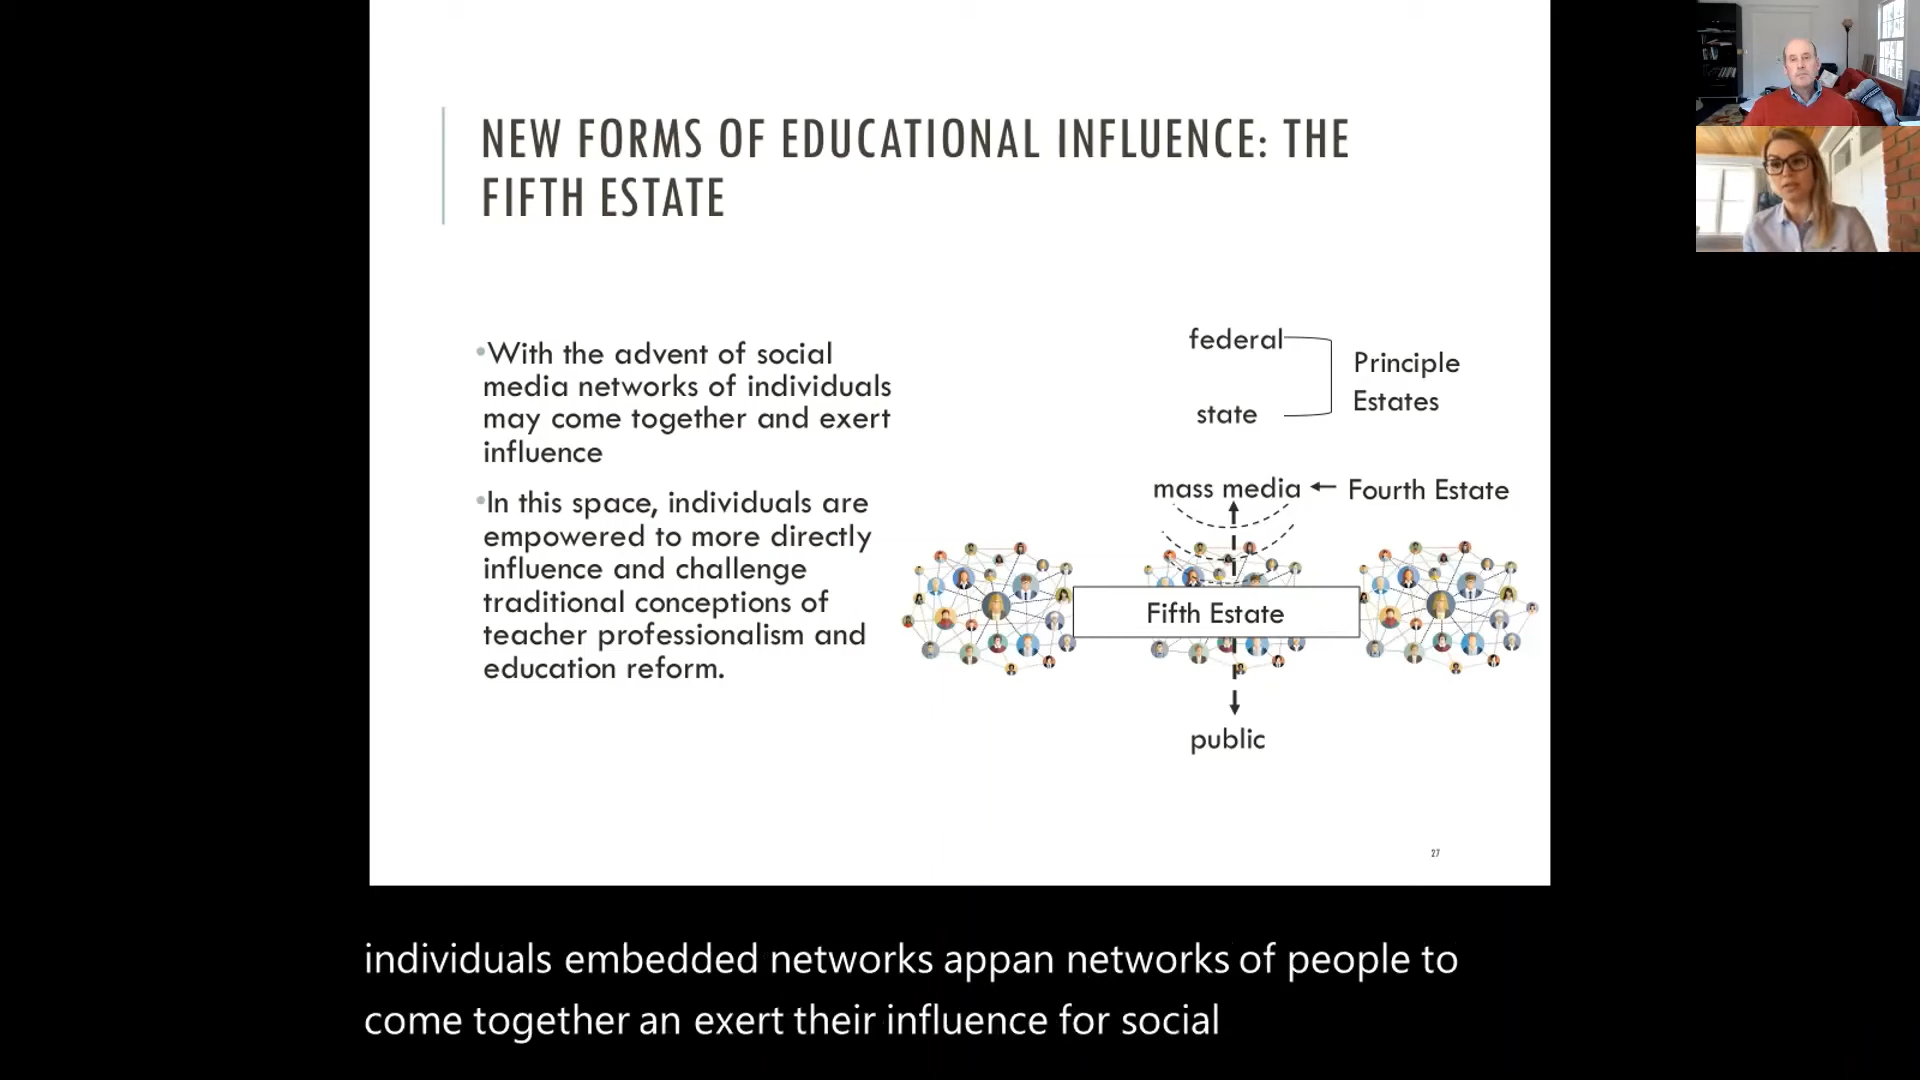 NEW FORMS OF EDUCATIONAL INFLUENCE: THE
FIFTH ESTATE
•With the advent of social
media networks of individuals
may come together and exert
influence
•In this space, individuals are
empowered to more directly
influence and challenge
traditional conceptions of
teacher professionalism and
education reform.
federal
state
Principle
Estates
mass media
Fourth Estate
Fifth Estate
public
27
individuals embedded networks appan networks of people to
come together an exert their influence for social